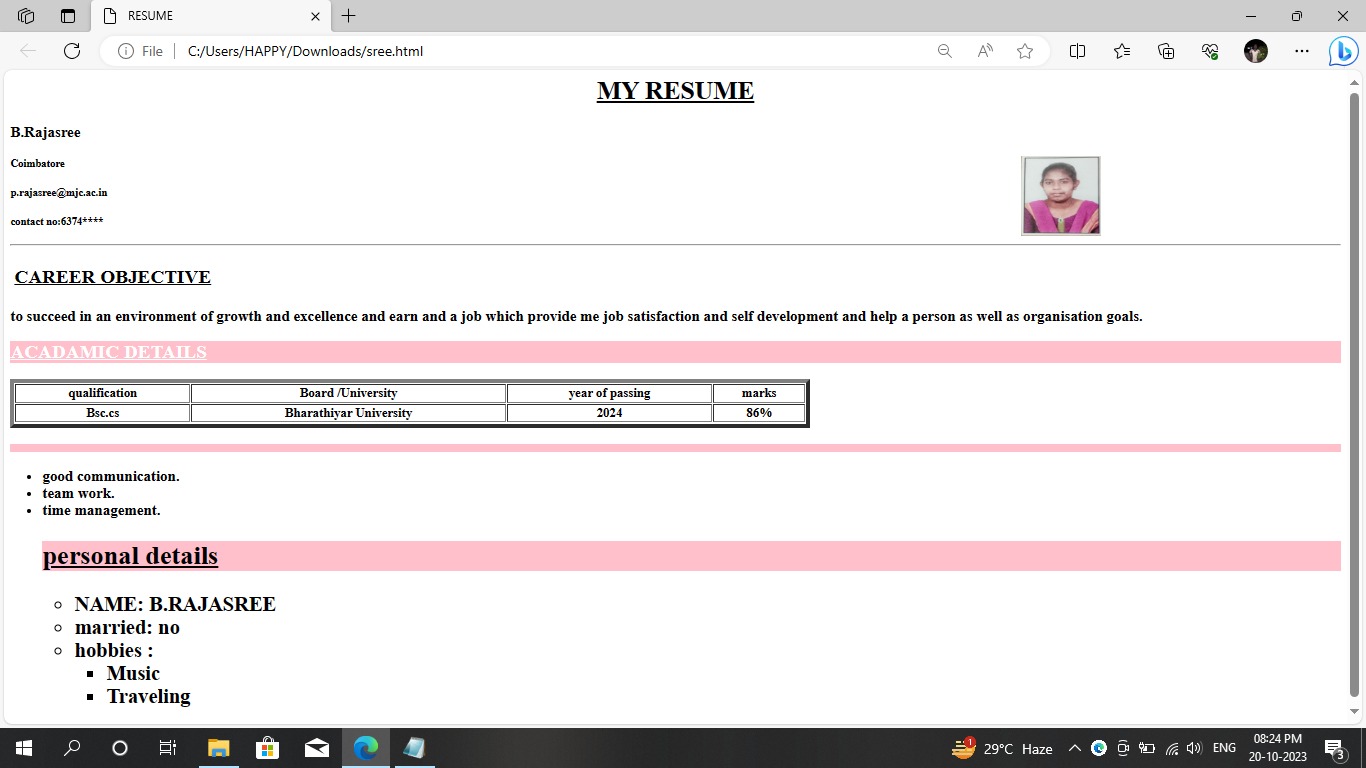 RESUME
File
C:/Users/HAPPY/Downloads/sree.html
MY RESUME
B.Rajasree
Coimbatore
p.rajasree@mjc.ac.in
contact no:6374****
CAREER OBJECTIVE
to succeed in an environment of growth and excellence and earn and a job which provide me job satisfaction and self development and help a person as well as organisation goals.
ACADAMIC DETAILS
qualification Board /University year of passing marks
Bsc.cs Bharathiyar University 2024 86%
good communication.
team work.
time management.
personal details
NAME: B.RAJASREE
married: no
hobbies :
Music
Traveling
1 29°C Haze ENG 08:24 PM
20-10-2023 3